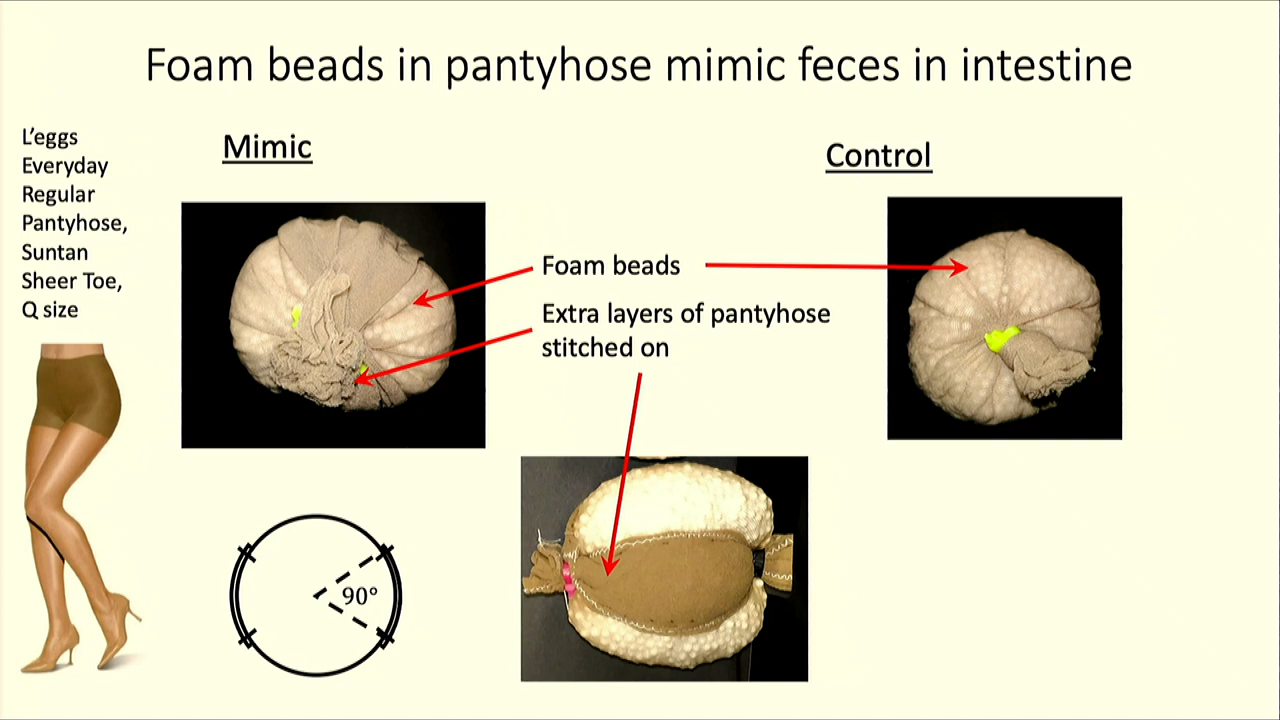 Foam beads in pantyhose mimic feces in intestine
L’eggs
Everyday
Regular
Pantyhose,
Suntan
Sheer Toe,
Q size
Mimic
Control
Foam beads
Extra layers of pantyhose
stitched on
90°